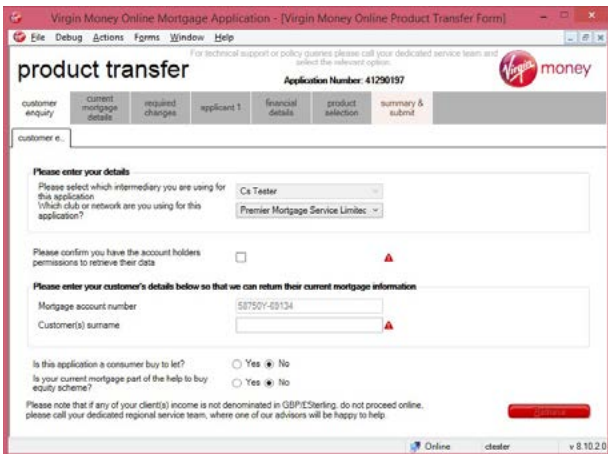 Virgin Money Online Mortgage Application - [Virgin Money Online Product Transfer Form]
File Debug Actions Forms Window Help
For technical support or policy queries please call your dedicated service team and
select the relevant option.
product transfer
Application Number: 41290197
Virgin money
customer enquiry
current mortgage details
required changes
applicant 1
financial details
product selection
summary & submit
customer e..
Please enter your details
Please select which intermediary you are using for
this application
Cs Tester
Which club or network are you using for this
application?
Premier Mortgage Service Limitec
Please confirm you have the account holders
permissions to retrieve their data
Please enter your customer's details below so that we can return their current mortgage information
Mortgage account number
58750Y-69134
Customer(s) surname
Is this application a consumer buy to let?
Yes No
Is your current mortgage part of the help to buy
equity scheme?
Yes No
Please note that if any of your client(s) income is not denominated in GBP/£Sterling, do not proceed online,
please call your dedicated regional service team, where one of our advisors will be happy to help.
Online
ctester
v 8.10.2.0